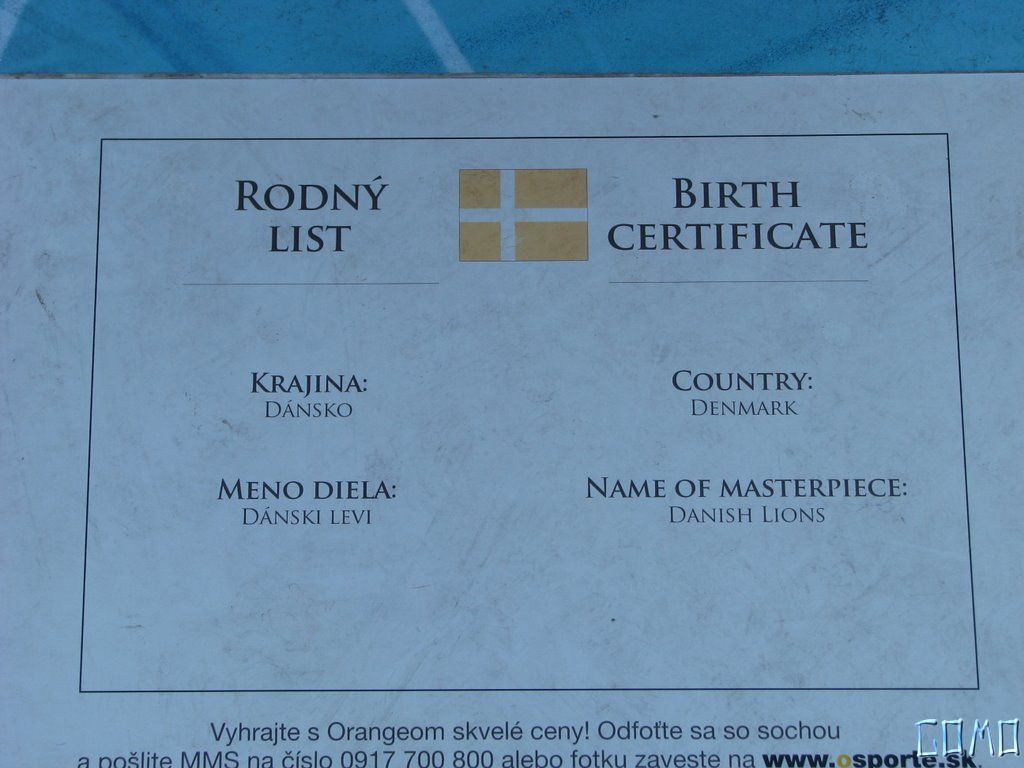 RODNÝ
LIST
BIRTH
CERTIFICATE
KRAJINA:
DÁNSKO
COUNTRY:
DENMARK
MENO DIELA:
DÁNSKI LEVI
NAME OF MASTERPIECE:
DANISH LIONS
Vyhrajte s Orangeom skvelé ceny! Odfoťte sa so sochou
a pošlite MMS na číslo 0917 700 800 alebo fotku zaveste na www.osporte.sk.
GOMO